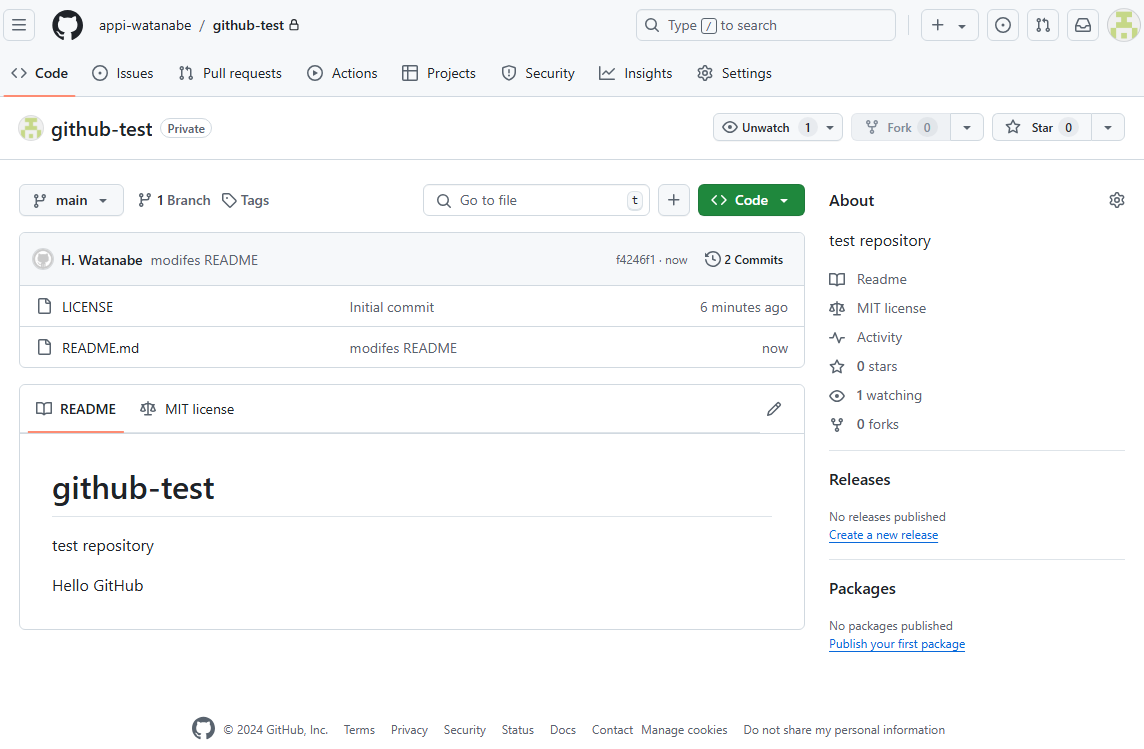 appi-watanabe / github-test
Type / to search
Code Issues Pull requests Actions Projects Security Insights Settings
github-test Private
Unwatch 1 Fork 0 Star 0
main 1 Branch Tags
Go to file t
Code
H. Watanabe modifes README f4246f1 · now 2 Commits
LICENSE Initial commit 6 minutes ago
README.md modifes README now
README MIT license
github-test
test repository
Hello GitHub
About
test repository
Readme
MIT license
Activity
0 stars
1 watching
0 forks
Releases
No releases published
Create a new release
Packages
No packages published
Publish your first package
© 2024 GitHub, Inc. Terms Privacy Security Status Docs Contact Manage cookies Do not share my personal information